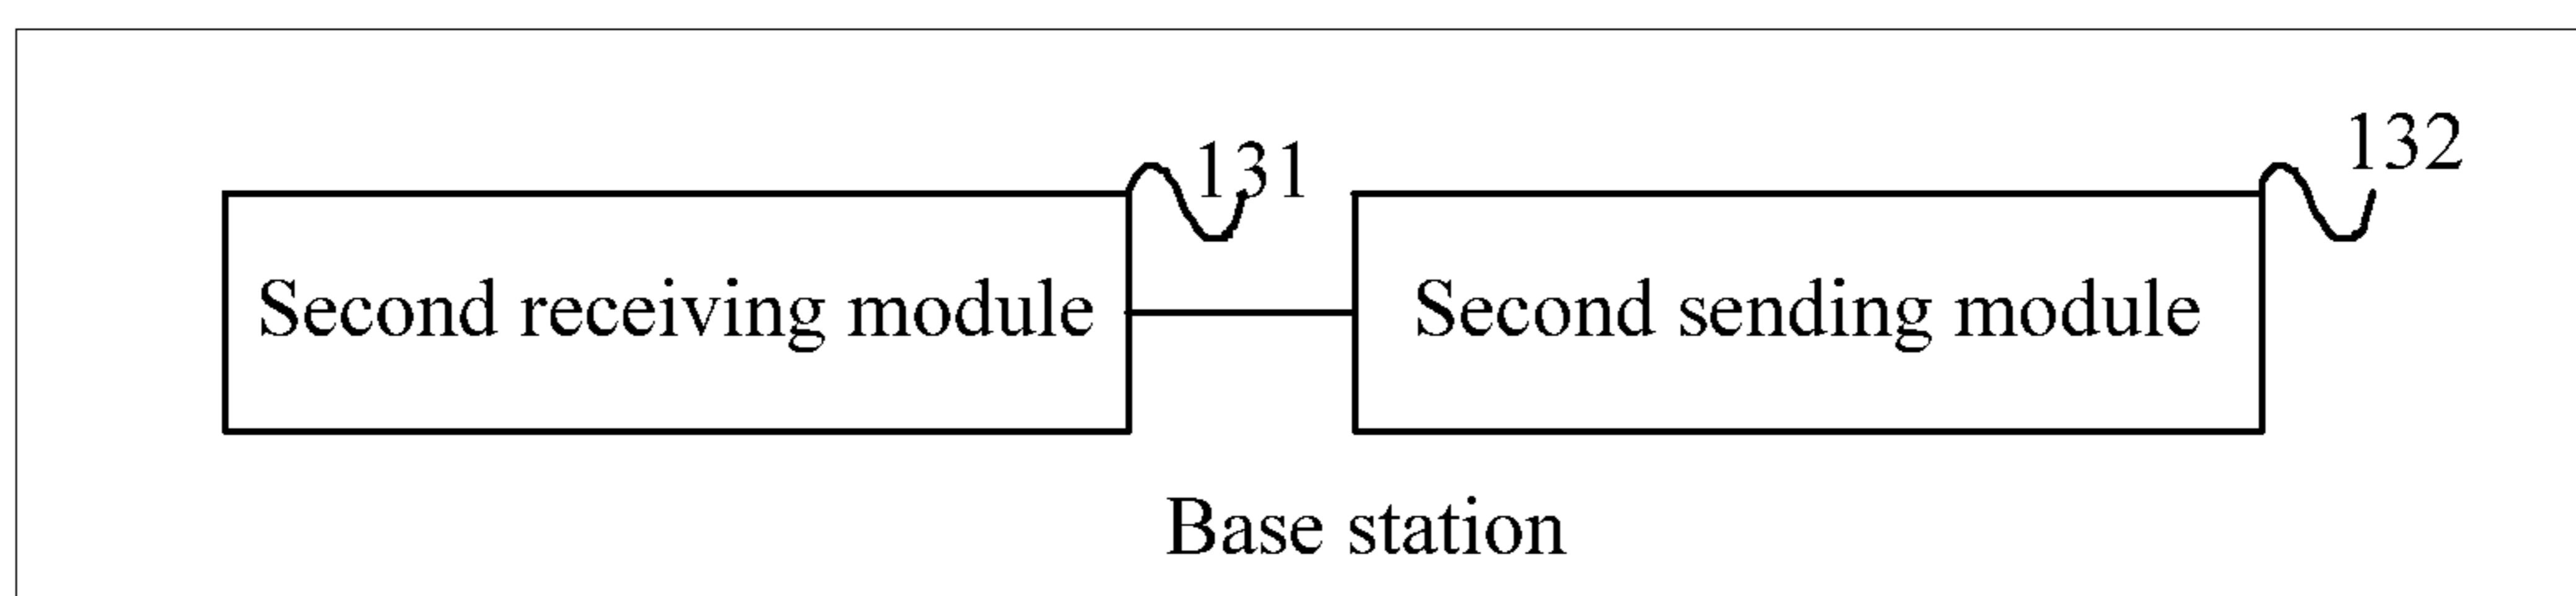 131
132
Second receiving module
Second sending module
Base station